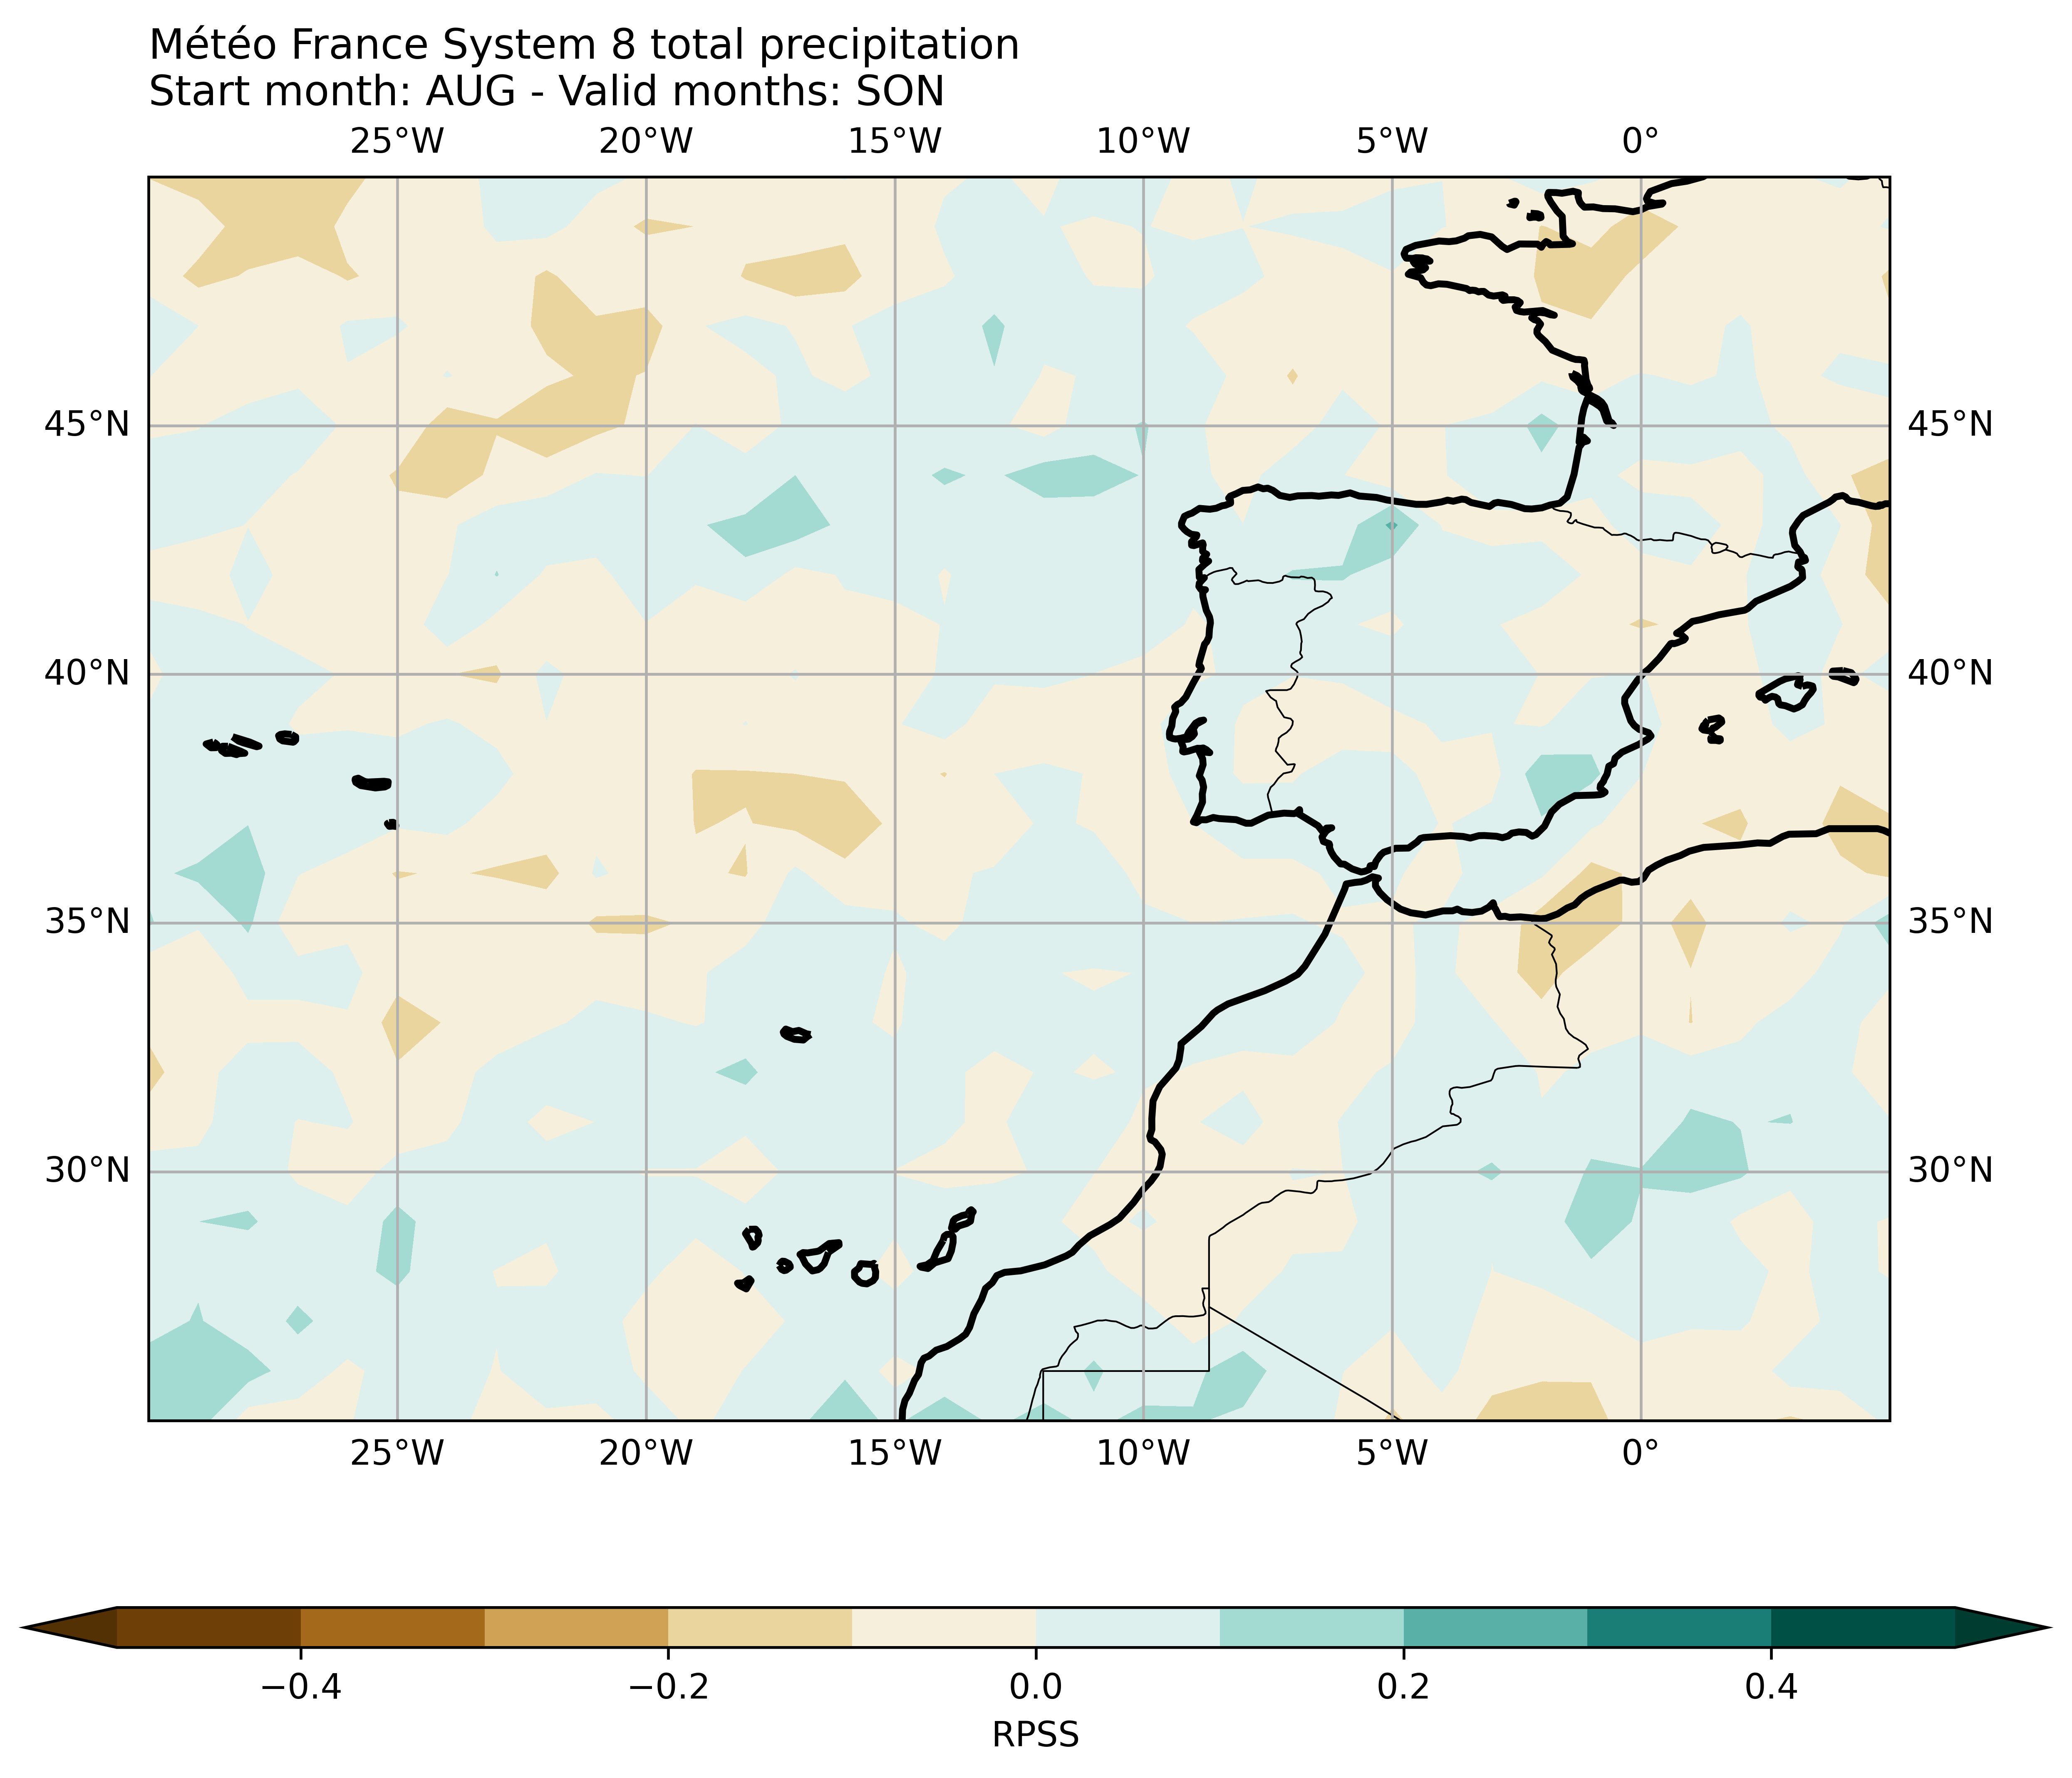 Météo France System 8 total precipitation
Start month: AUG - Valid months: SON
25°W 20°W 15°W 10°W 5°W 0°
45°N 45°N
40°N 40°N
35°N 35°N
30°N 30°N
25°W 20°W 15°W 10°W 5°W 0°
−0.4 −0.2 0.0 0.2 0.4
RPSS